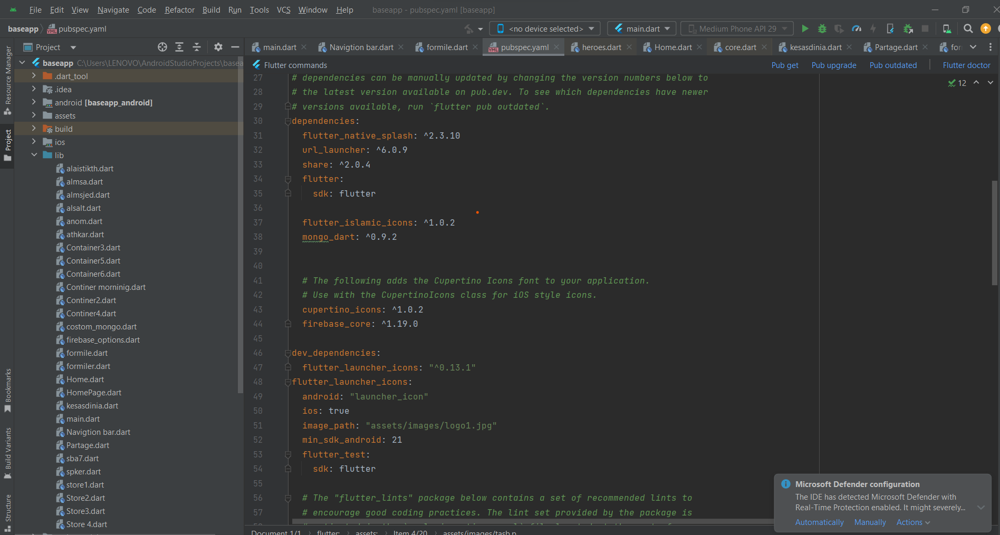 File Edit View Navigate Code Refactor Build Run Tools VCS Window Help baseapp - pubspec.yaml [baseapp]
baseapp pubspec.yaml <no device selected> main.dart Medium Phone API 29
Project main.dart Navigtion bar.dart formile.dart pubspec.yaml heroes.dart Home.dart core.dart kesasdinia.dart Partage.dart for
Resource Manager
Project
Bookmarks
Build Variants
Structure
baseapp C:\Users\LENOVO\AndroidStudioProjects\basea
.dart_tool
.idea
android [baseapp_android]
assets
build
ios
lib
alaistikth.dart
almsa.dart
almsjed.dart
alsalt.dart
anom.dart
athkar.dart
Container3.dart
Container5.dart
Container6.dart
Continer morninig.dart
Continer2.dart
Continer4.dart
costom_mongo.dart
firebase_options.dart
formile.dart
formiler.dart
Home.dart
HomePage.dart
kesasdinia.dart
main.dart
Navigtion bar.dart
Partage.dart
sba7.dart
spker.dart
store1.dart
Store2.dart
Store3.dart
Store 4.dart
Flutter commands Pub get Pub upgrade Pub outdated Flutter doctor
12
27 # dependencies can be manually updated by changing the version numbers below to
28 # the latest version available on pub.dev. To see which dependencies have newer
29 # versions available, run `flutter pub outdated`.
30 dependencies:
31 flutter_native_splash: ^2.3.10
32 url_launcher: ^6.0.9
33 share: ^2.0.4
34 flutter:
35 sdk: flutter
36
37 flutter_islamic_icons: ^1.0.2
38 mongo_dart: ^0.9.2
39
40
41 # The following adds the Cupertino Icons font to your application.
42 # Use with the CupertinoIcons class for iOS style icons.
43 cupertino_icons: ^1.0.2
44 firebase_core: ^1.19.0
45
46 dev_dependencies:
47 flutter_launcher_icons: "^0.13.1"
48 flutter_launcher_icons:
49 android: "launcher_icon"
50 ios: true
51 image_path: "assets/images/logo1.jpg"
52 min_sdk_android: 21
53 flutter_test:
54 sdk: flutter
55
56 # The "flutter_lints" package below contains a set of recommended lints to
57 # encourage good coding practices. The lint set provided by the package is
Document 1/1 flutter: assets: Item 4/20 assets/images/tash.p
Microsoft Defender configuration
The IDE has detected Microsoft Defender with
Real-Time Protection enabled. It might severely...
Automatically Manually Actions